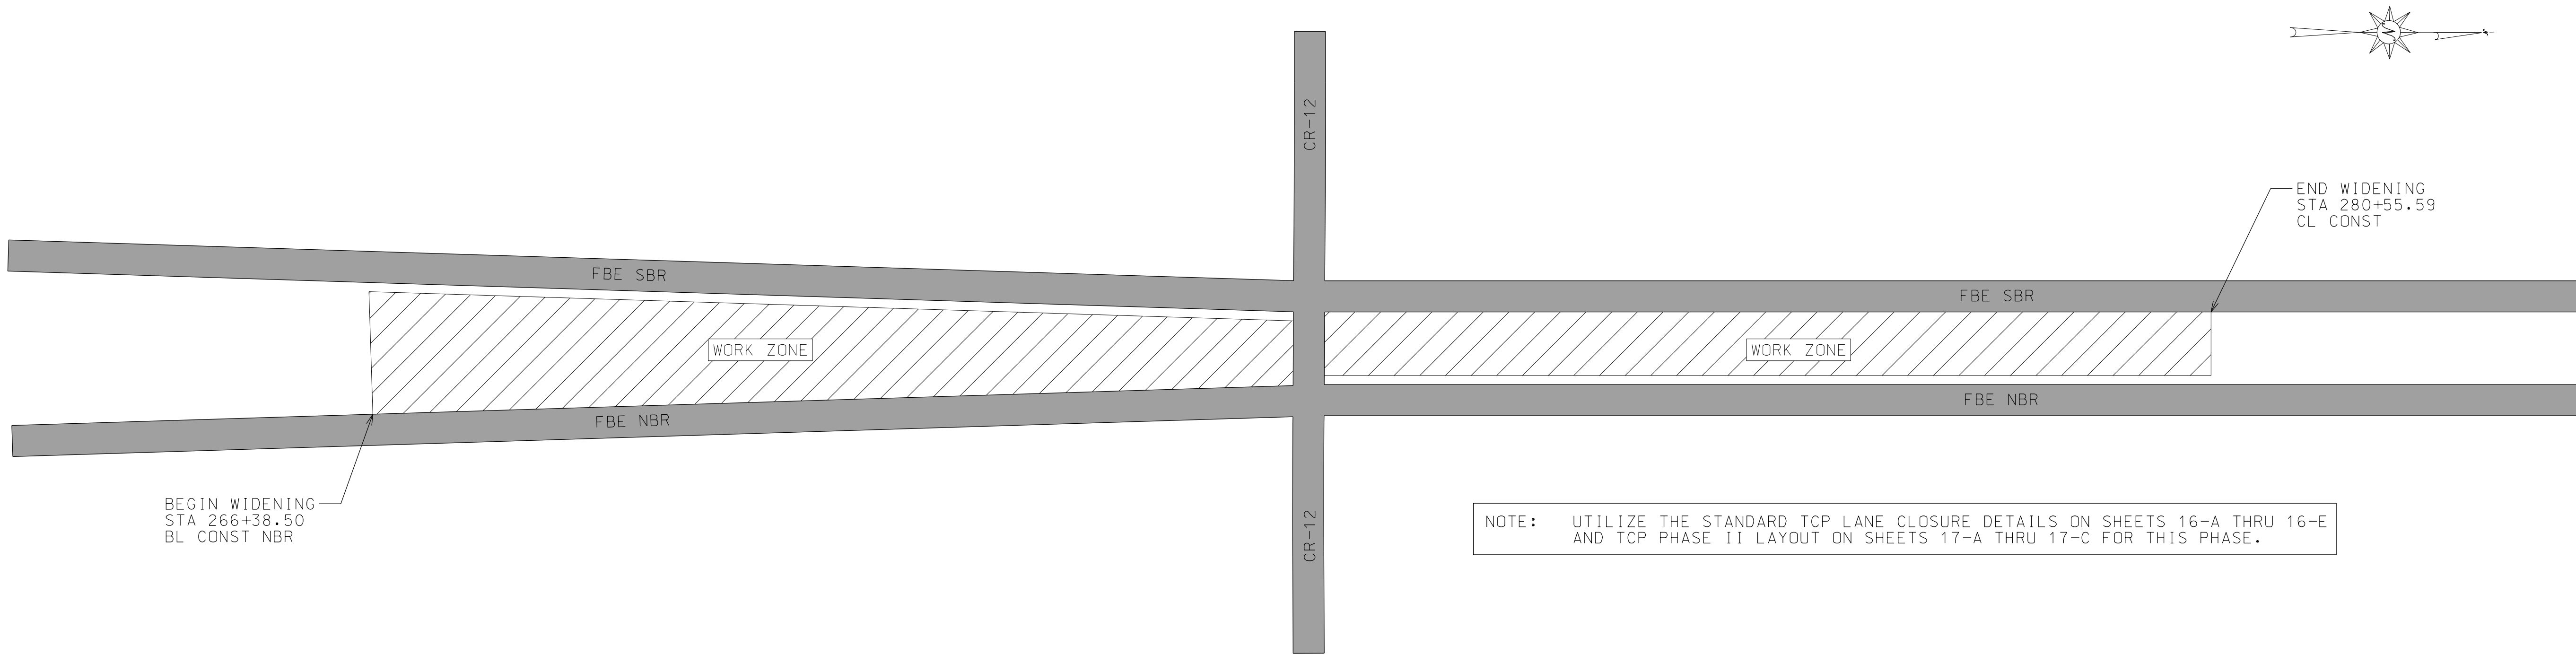 N
CR-12
END WIDENING
STA 280+55.59
CL CONST
FBE SBR
FBE SBR
WORK ZONE
WORK ZONE
FBE NBR
FBE NBR
BEGIN WIDENING
STA 266+38.50
BL CONST NBR
CR-12
NOTE: UTILIZE THE STANDARD TCP LANE CLOSURE DETAILS ON SHEETS 16-A THRU 16-E
AND TCP PHASE II LAYOUT ON SHEETS 17-A THRU 17-C FOR THIS PHASE.